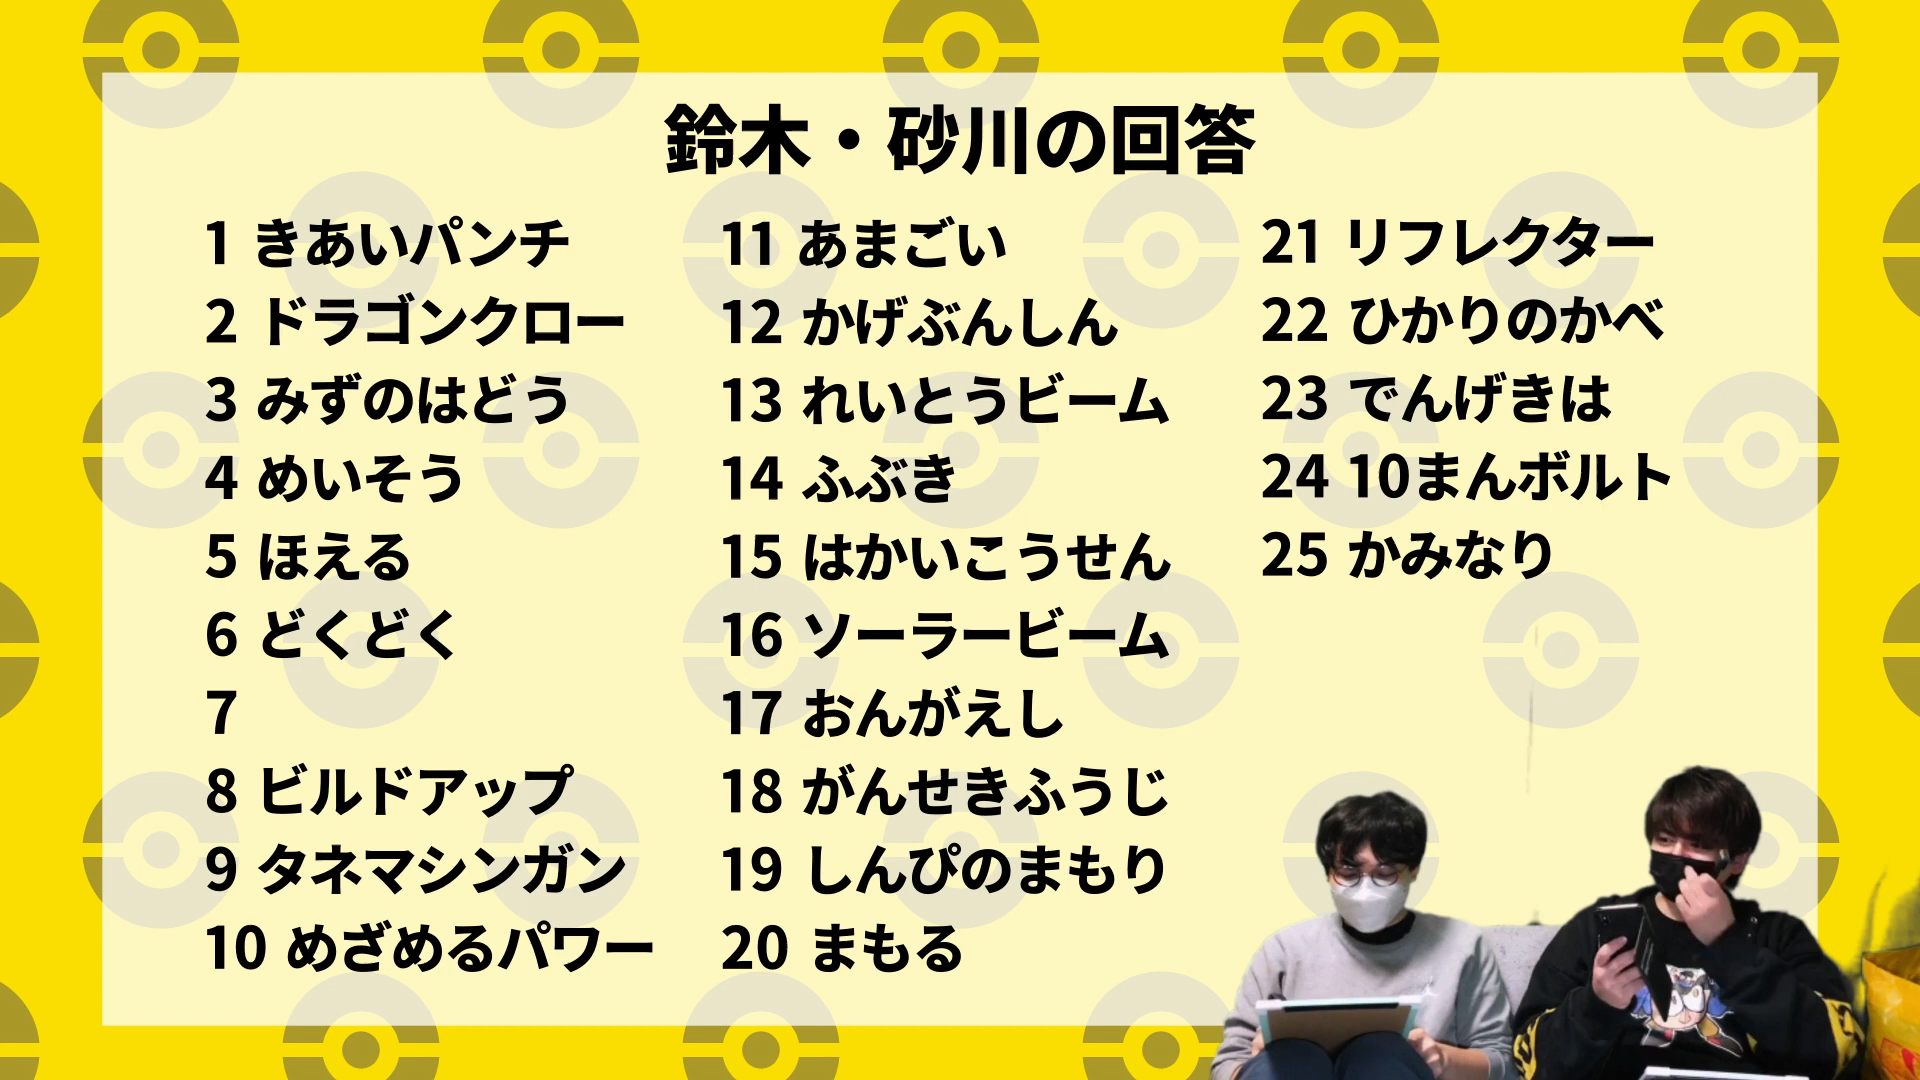 鈴木・砂川の回答
1 きあいパンチ
2 ドラゴンクロー
3 みずのはどう
4 めいそう
5 ほえる
6 どくどく
7
8 ビルドアップ
9 タネマシンガン
10 めざめるパワー
11 あまごい
12 かげぶんしん
13 れいとうビーム
14 ふぶき
15 はかいこうせん
16 ソーラービーム
17 おんがえし
18 がんせきふうじ
19 しんぴのまもり
20 まもる
21 リフレクター
22 ひかりのかべ
23 でんげきは
24 10まんボルト
25 かみなり